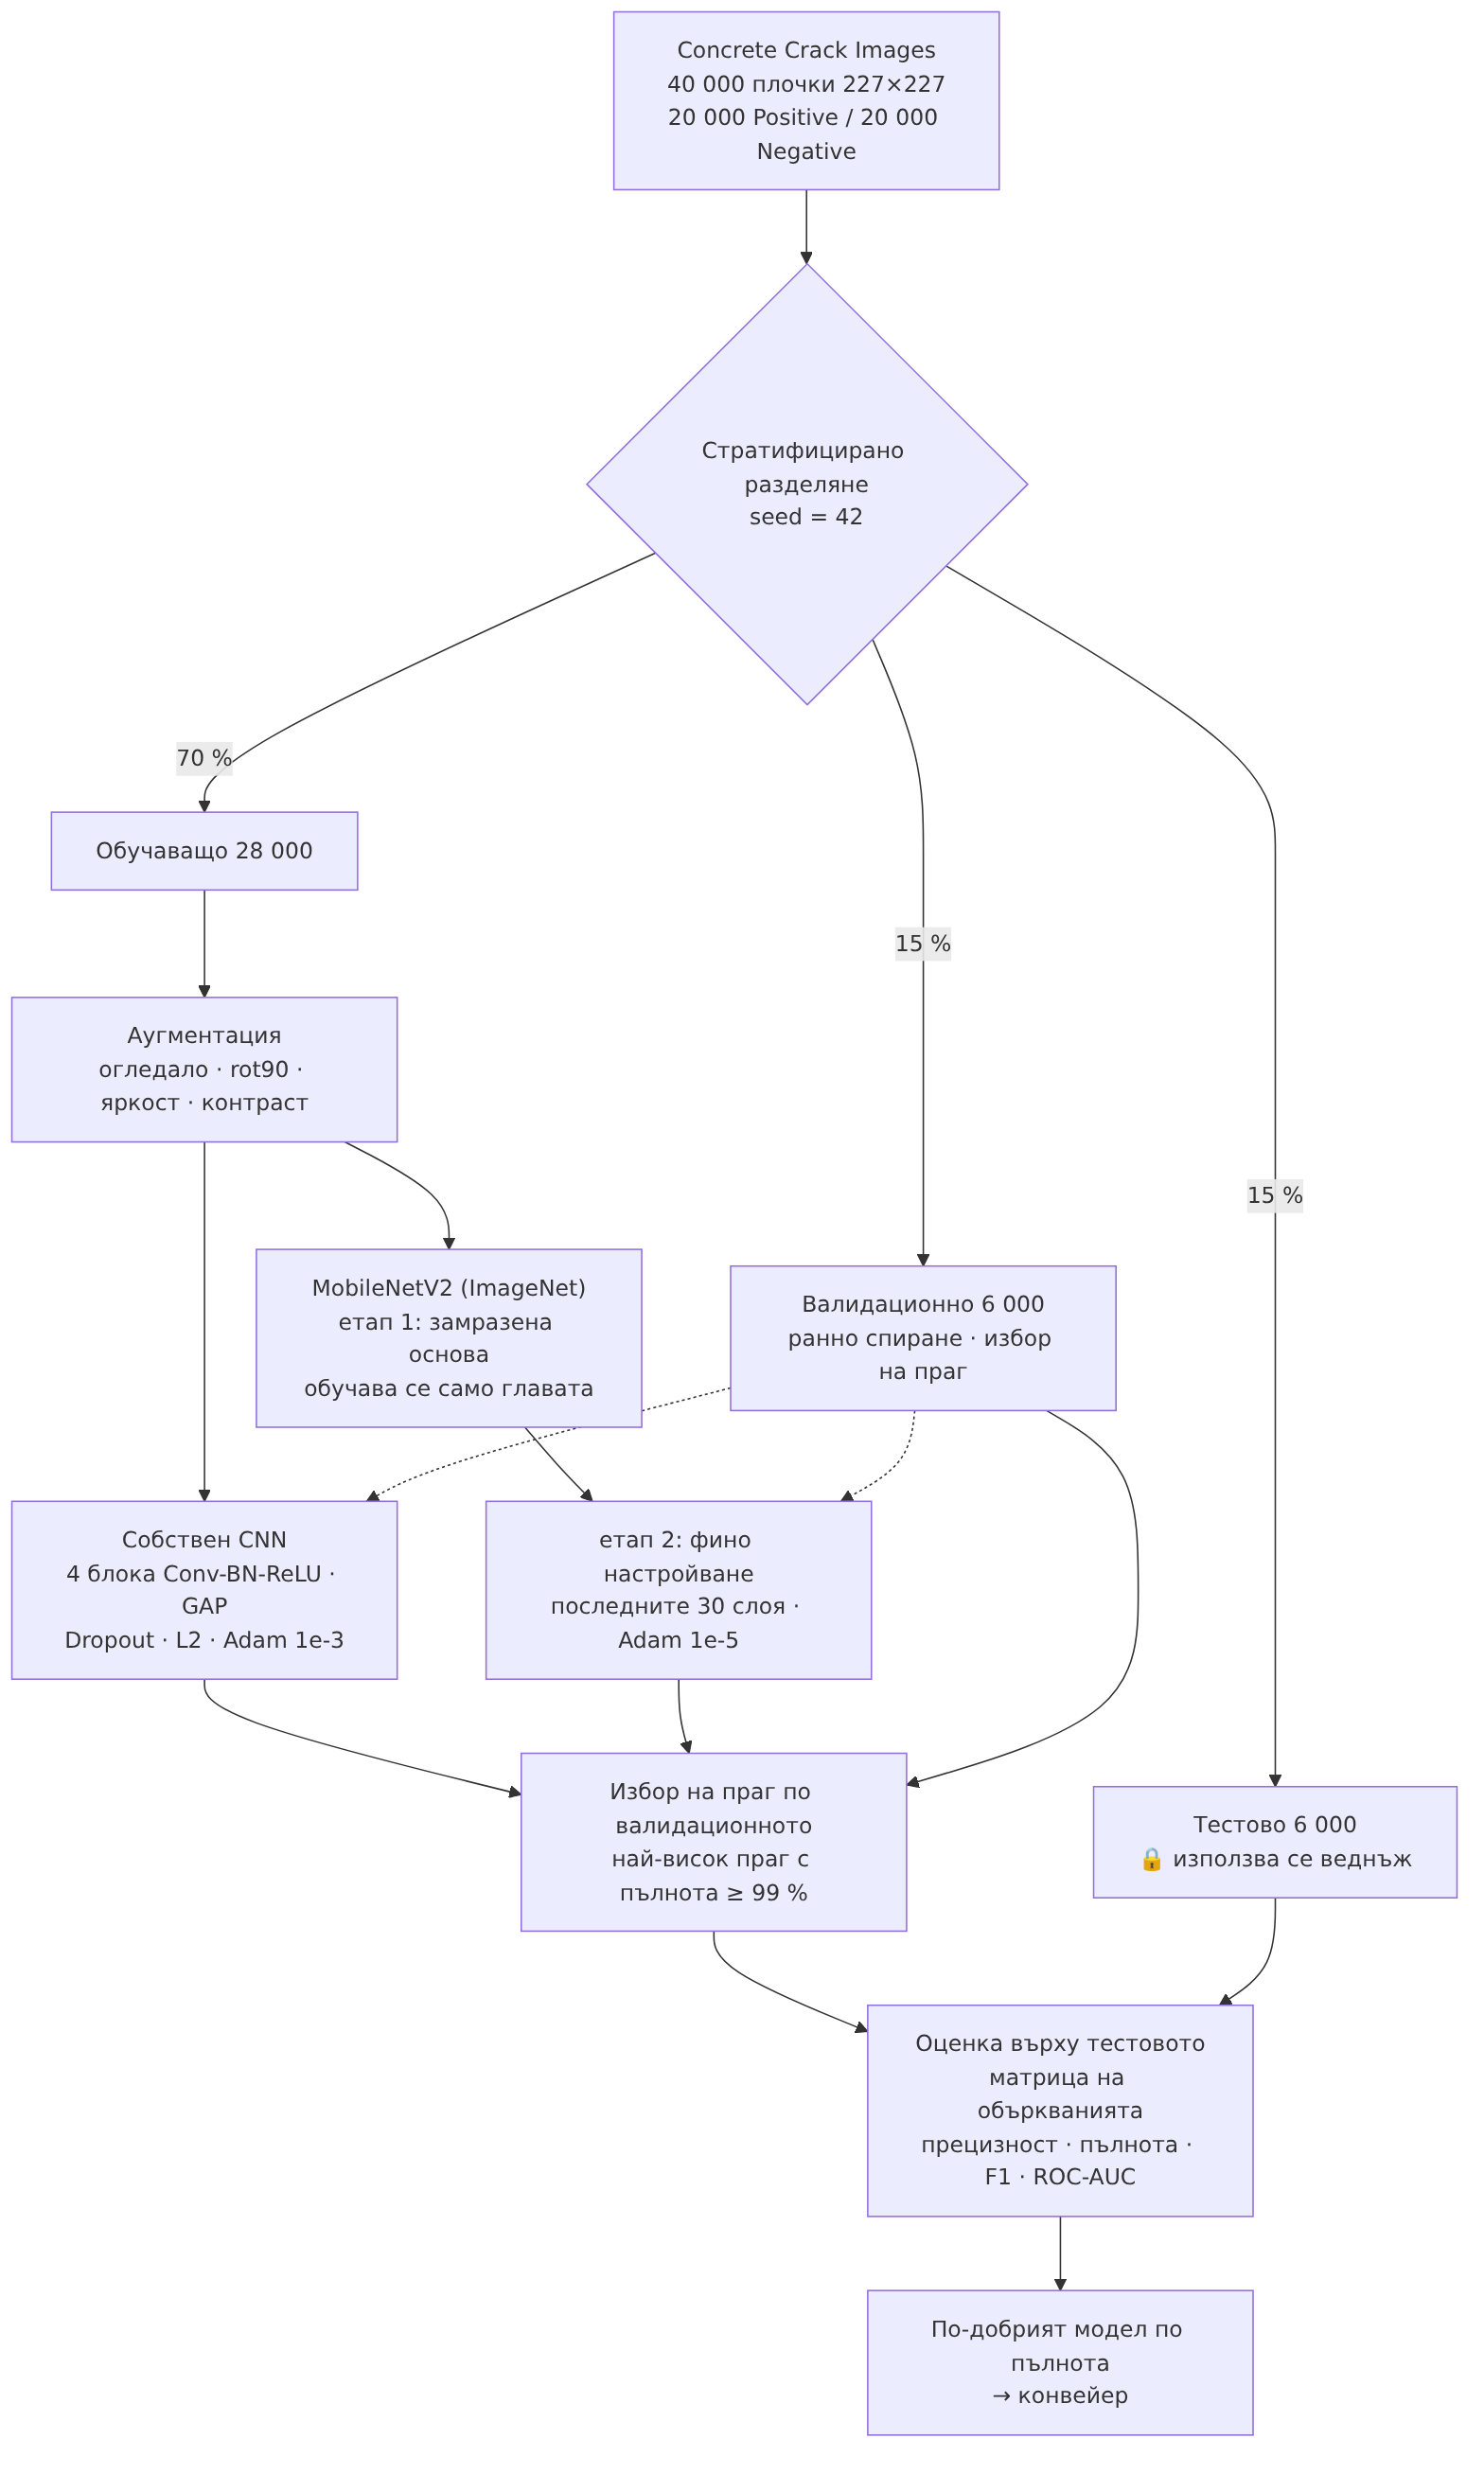 Concrete Crack Images
40 000 плочки 227×227
20 000 Positive / 20 000
Negative
Стратифицирано
разделяне
seed = 42
70 %
Обучаващо 28 000
15 %
Аугментация
огледало · rot90 ·
яркост · контраст
15 %
MobileNetV2 (ImageNet)
етап 1: замразена
основа
обучава се само главата
Валидационно 6 000
ранно спиране · избор
на праг
Собствен CNN
4 блока Conv-BN-ReLU ·
GAP
Dropout · L2 · Adam 1e-3
етап 2: фино
настройване
последните 30 слоя ·
Adam 1e-5
Избор на праг по
валидационното
най-висок праг с
пълнота ≥ 99 %
Тестово 6 000
🔒 използва се веднъж
Оценка върху тестовото
матрица на
объркванията
прецизност · пълнота ·
F1 · ROC-AUC
По-добрият модел по
пълнота
→ конвейер